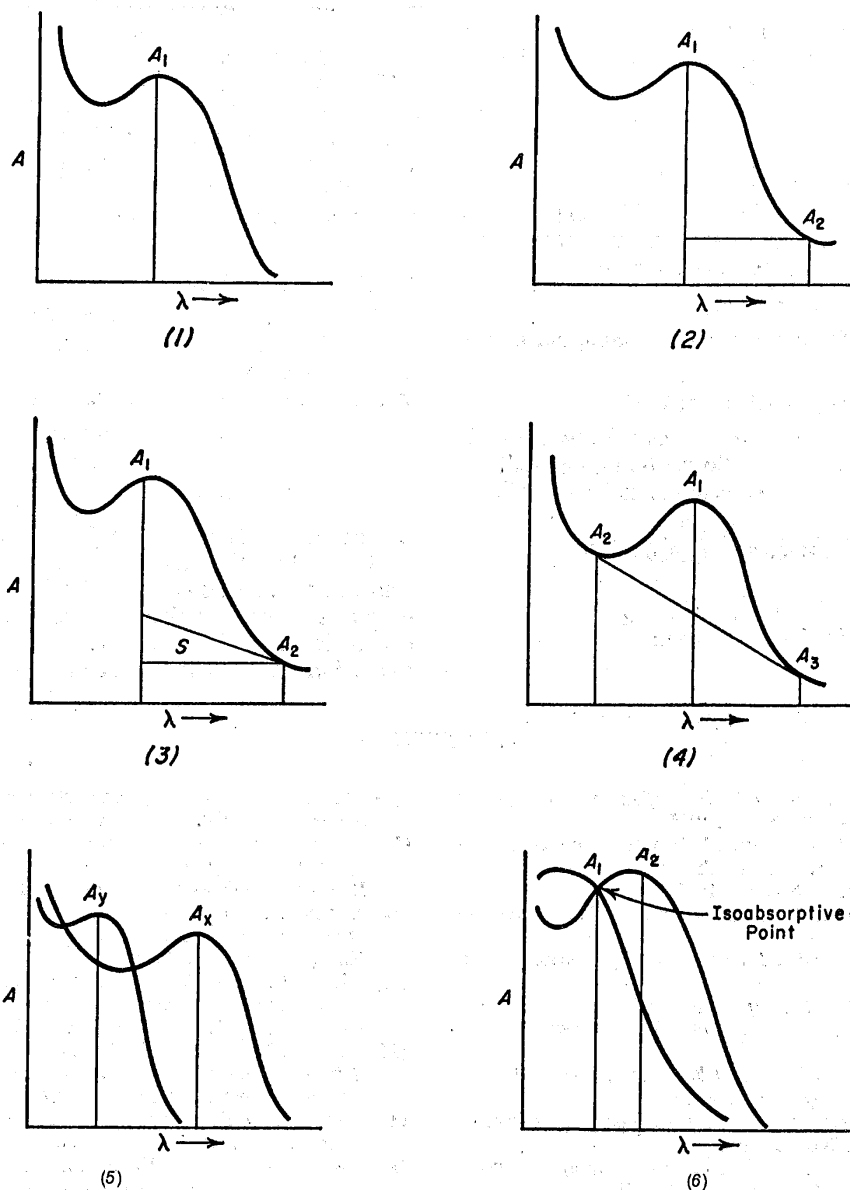 A₁
A
λ →
(1)
A₁
A
A₂
λ →
(2)
A₁
A
S
A₂
λ →
(3)
A₁
A₂
A₃
λ →
(4)
Ay
Ax
A
λ →
(5)
A₁
A₂
Isoabsorptive
Point
A
λ →
(6)